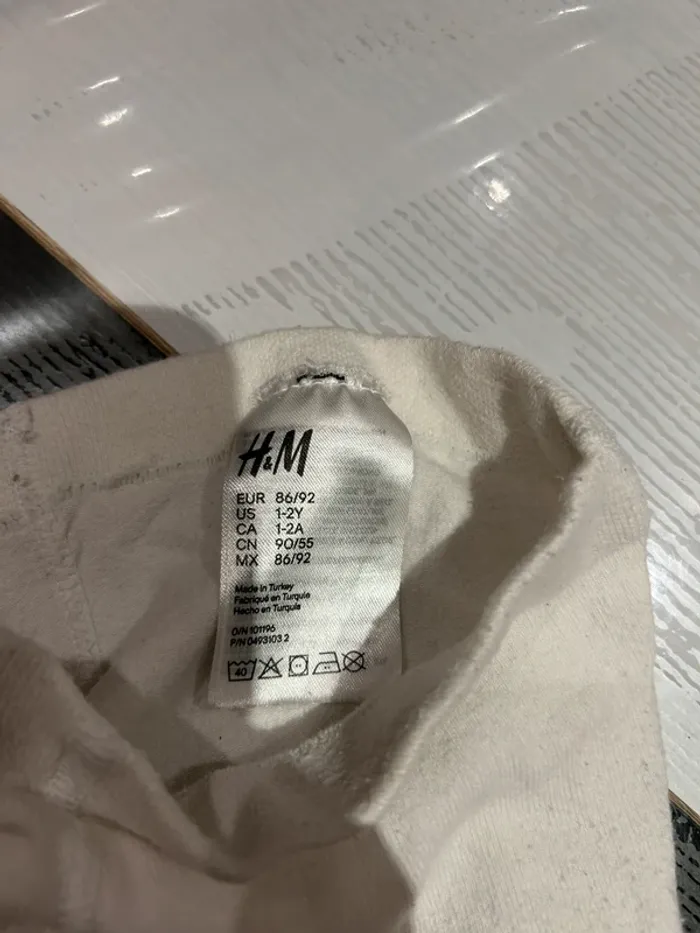 H&M
EUR 86/92
US 1-2Y
CA 1-2A
CN 90/55
MX 86/92
Made in Turkey
Fabriqué en Turquie
Hecho en Turquía
O/N 101196
P/N 0493103 2
40